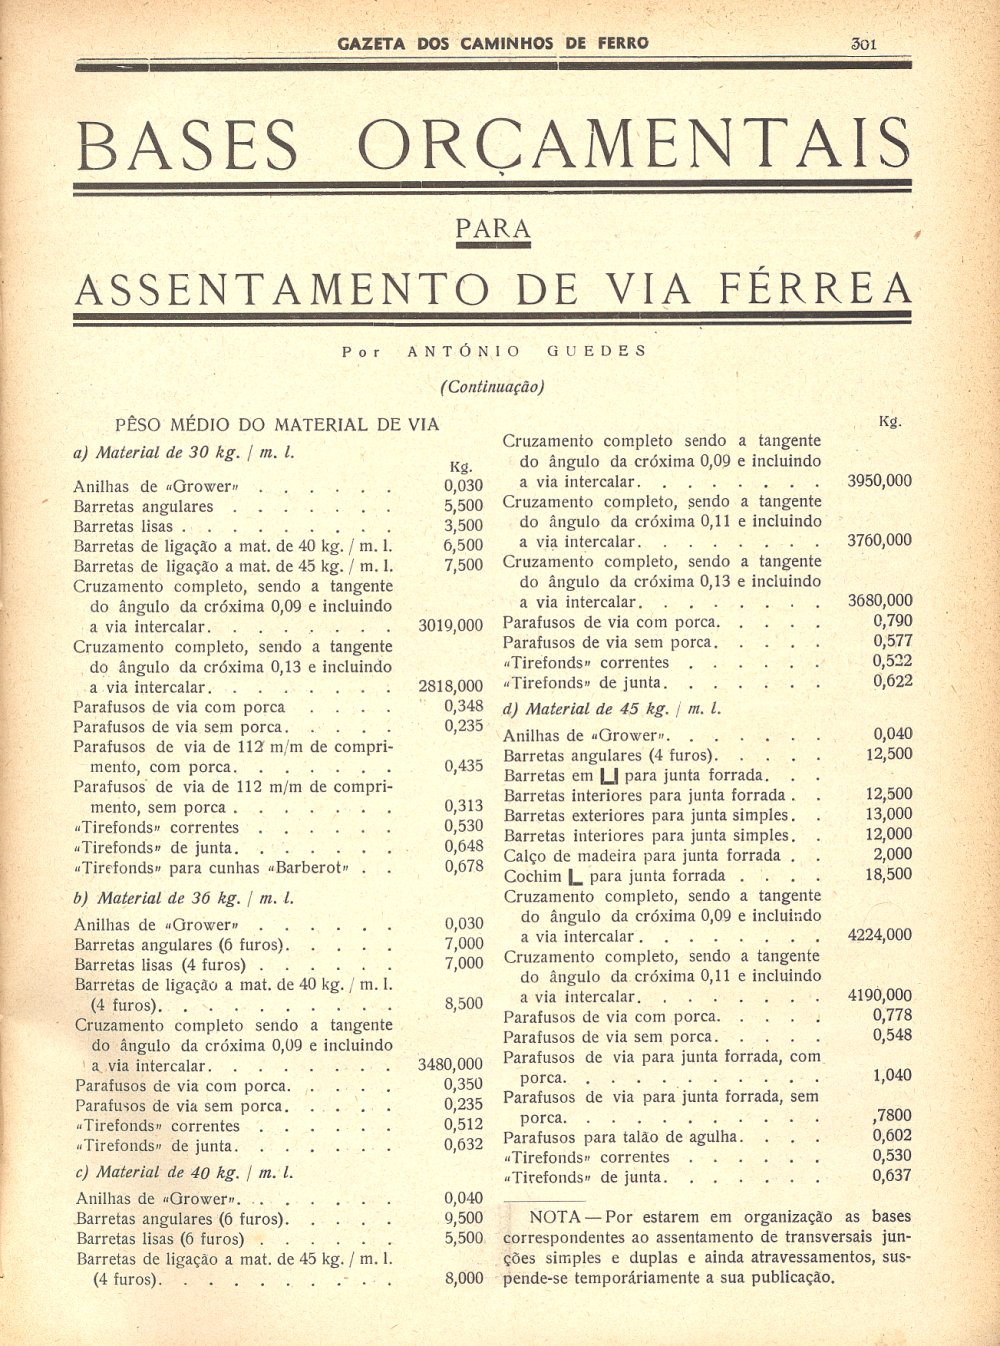 GAZETA DOS CAMINHOS DE FERRO 301
BASES ORÇAMENTAIS
PARA
ASSENTAMENTO DE VIA FÉRREA
Por ANTÓNIO GUEDES
(Continuação)
PÊSO MÉDIO DO MATERIAL DE VIA
a) Material de 30 kg. / m. l.
Kg.
Anilhas de «Grower» . . . . . . 0,030
Barretas angulares . . . . . . . 5,500
Barretas lisas . . . . . . . . . 3,500
Barretas de ligação a mat. de 40 kg. / m. l. 6,500
Barretas de ligação a mat. de 45 kg. / m. l. 7,500
Cruzamento completo, sendo a tangente
do ângulo da cróxima 0,09 e incluindo
a via intercalar. . . . . . . . 3019,000
Cruzamento completo, sendo a tangente
do ângulo da cróxima 0,13 e incluindo
a via intercalar. . . . . . . . 2818,000
Parafusos de via com porca . . . . 0,348
Parafusos de via sem porca. . . . . 0,235
Parafusos de via de 112 m/m de compri-
mento, com porca. . . . . . . 0,435
Parafusos de via de 112 m/m de compri-
mento, sem porca . . . . . . . 0,313
«Tirefonds» correntes . . . . . . 0,530
«Tirefonds» de junta. . . . . . . 0,648
«Tirefonds» para cunhas «Barberot» . . 0,678
b) Material de 36 kg. / m. l.
Anilhas de «Grower» . . . . . . 0,030
Barretas angulares (6 furos). . . . . 7,000
Barretas lisas (4 furos) . . . . . . 7,000
Barretas de ligação a mat. de 40 kg. / m. l.
(4 furos). . . . . . . . . . 8,500
Cruzamento completo sendo a tangente
do ângulo da cróxima 0,09 e incluindo
a via intercalar. . . . . . . . 3480,000
Parafusos de via com porca. . . . . 0,350
Parafusos de via sem porca. . . . . 0,235
«Tirefonds» correntes . . . . . . 0,512
«Tirefonds» de junta. . . . . . . 0,632
c) Material de 40 kg. / m. l.
Anilhas de «Grower». . . . . . . 0,040
Barretas angulares (6 furos). . . . . 9,500
Barretas lisas (6 furos) . . . . . . 5,500
Barretas de ligação a mat. de 45 kg. / m. l.
(4 furos). . . . . . . . . . 8,000
Kg.
Cruzamento completo sendo a tangente
do ângulo da cróxima 0,09 e incluindo
a via intercalar. . . . . . . . 3950,000
Cruzamento completo, sendo a tangente
do ângulo da cróxima 0,11 e incluindo
a via intercalar. . . . . . . . 3760,000
Cruzamento completo, sendo a tangente
do ângulo da cróxima 0,13 e incluindo
a via intercalar. . . . . . . . 3680,000
Parafusos de via com porca. . . . . 0,790
Parafusos de via sem porca. . . . . 0,577
«Tirefonds» correntes . . . . . . 0,522
«Tirefonds» de junta. . . . . . . 0,622
d) Material de 45 kg. / m. l.
Anilhas de «Grower». . . . . . . 0,040
Barretas angulares (4 furos). . . . . 12,500
Barretas em para junta forrada. . .
Barretas interiores para junta forrada . . 12,500
Barretas exteriores para junta simples. . 13,000
Barretas interiores para junta simples. . 12,000
Calço de madeira para junta forrada . . 2,000
Cochim para junta forrada . . . . 18,500
Cruzamento completo, sendo a tangente
do ângulo da cróxima 0,09 e incluindo
a via intercalar . . . . . . . . 4224,000
Cruzamento completo, sendo a tangente
do ângulo da cróxima 0,11 e incluindo
a via intercalar. . . . . . . . 4190,000
Parafusos de via com porca. . . . . 0,778
Parafusos de via sem porca. . . . . 0,548
Parafusos de via para junta forrada, com
porca. . . . . . . . . . . 1,040
Parafusos de via para junta forrada, sem
porca. . . . . . . . . . . ,7800
Parafusos para talão de agulha. . . . 0,602
«Tirefonds» correntes . . . . . . 0,530
«Tirefonds» de junta. . . . . . . 0,637
NOTA — Por estarem em organização as bases
correspondentes ao assentamento de transversais jun-
ções simples e duplas e ainda atravessamentos, sus-
pende-se temporáriamente a sua publicação.